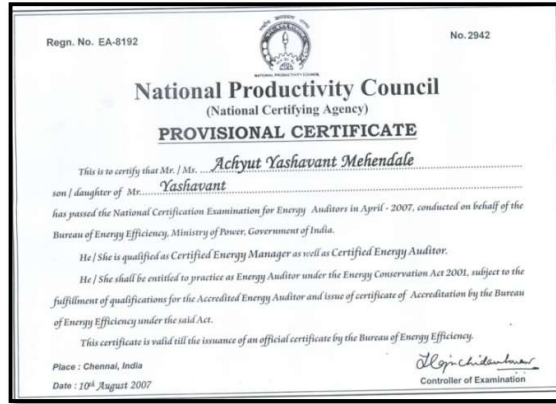 Regn. No. EA-8192
No. 2942
NATIONAL PRODUCTIVITY COUNCIL
National Productivity Council
(National Certifying Agency)
PROVISIONAL CERTIFICATE
This is to certify that Mr. / Ms. Achyut Yashavant Mehendale
son / daughter of Mr. Yashavant
has passed the National Certification Examination for Energy Auditors in April - 2007, conducted on behalf of the
Bureau of Energy Efficiency, Ministry of Power, Government of India.
He / She is qualified as Certified Energy Manager as well as Certified Energy Auditor.
He / She shall be entitled to practice as Energy Auditor under the Energy Conservation Act 2001, subject to the
fulfillment of qualifications for the Accredited Energy Auditor and issue of certificate of Accreditation by the Bureau
of Energy Efficiency under the said Act.
This certificate is valid till the issuance of an official certificate by the Bureau of Energy Efficiency.
Place : Chennai, India
Date : 10th August 2007
Controller of Examination